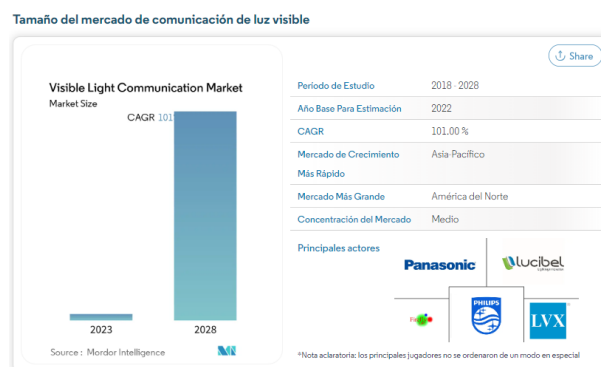 Tamaño del mercado de comunicación de luz visible
Share
Visible Light Communication Market
Market Size
CAGR 101
2023
2028
Source : Mordor Intelligence
Período de Estudio 2018 - 2028
Año Base Para Estimación 2022
CAGR 101.00 %
Mercado de Crecimiento Asia-Pacífico
Más Rápido
Mercado Más Grande América del Norte
Concentración del Mercado Medio
Principales actores
Panasonic
lucibel
PHILIPS
LVX
*Nota aclaratoria: los principales jugadores no se ordenaron de un modo en especial